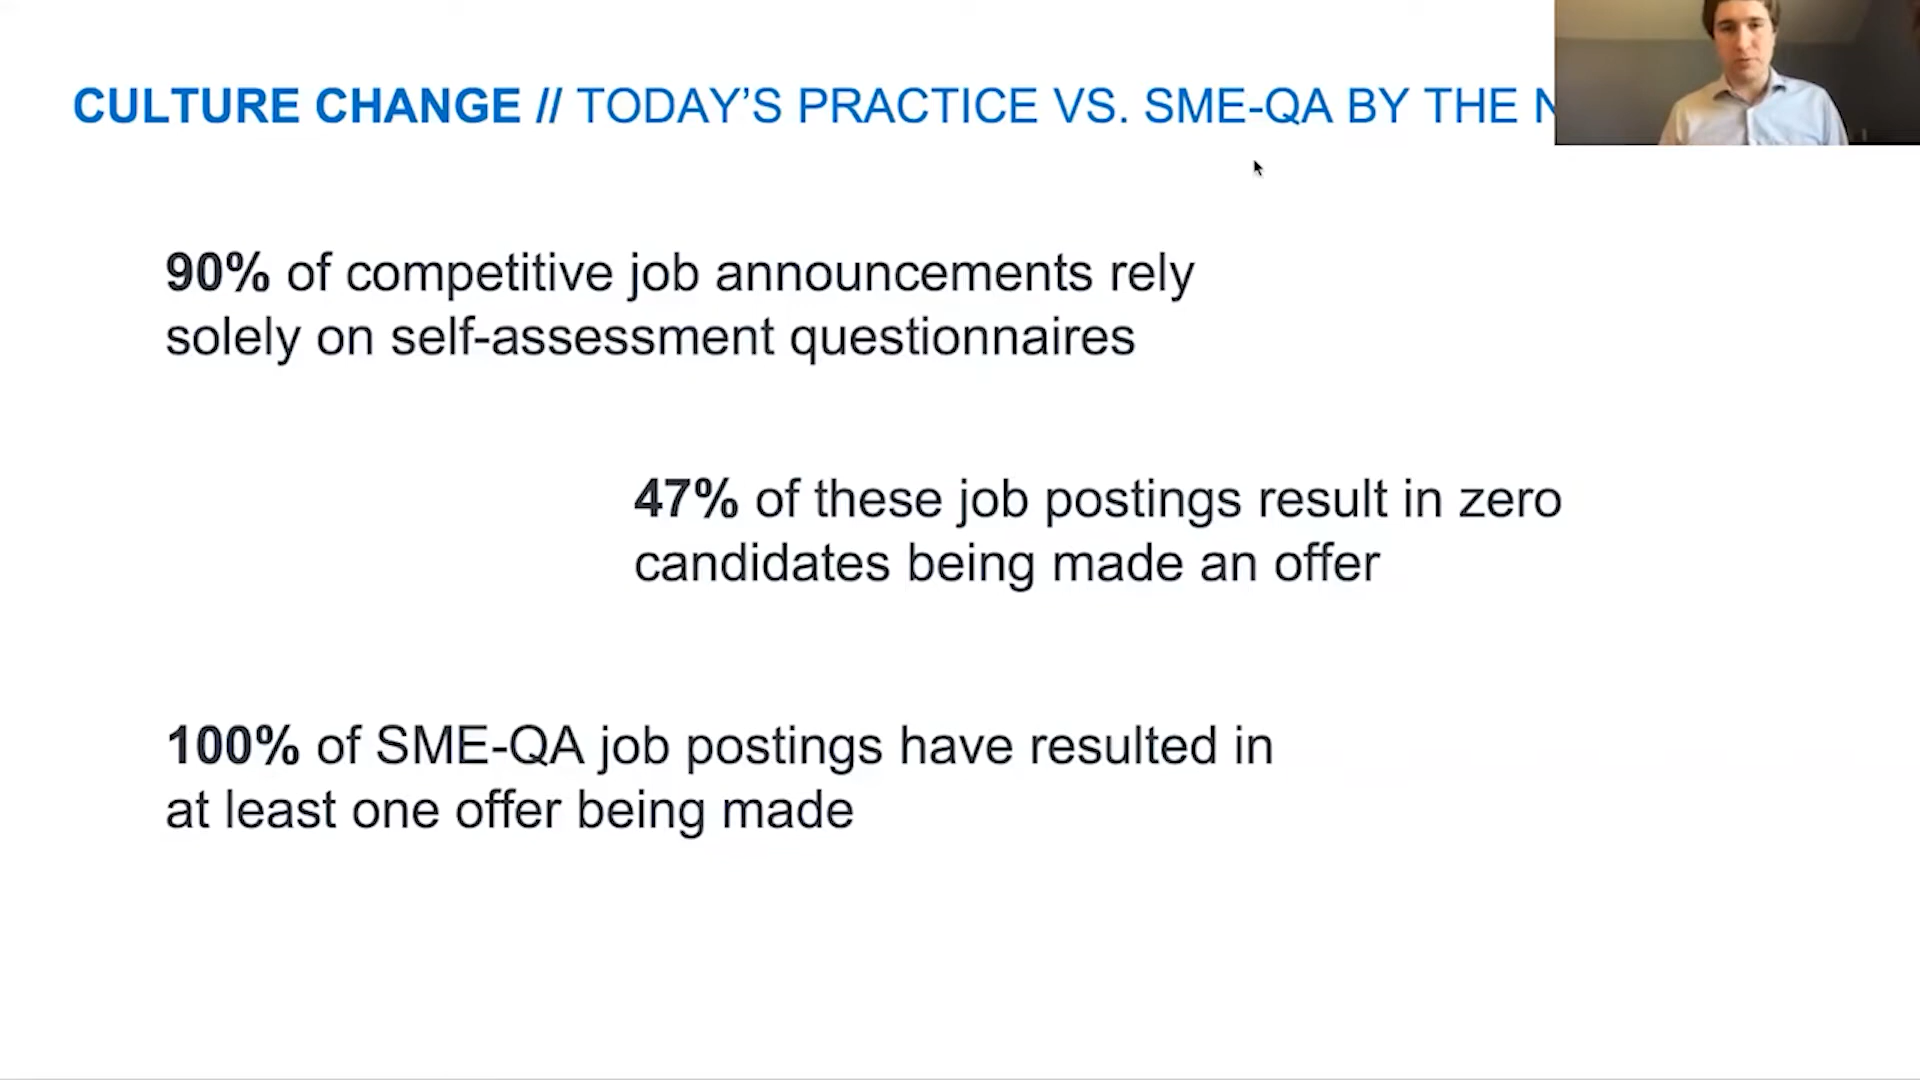 CULTURE CHANGE // TODAY'S PRACTICE VS. SME-QA BY THE
90% of competitive job announcements rely
solely on self-assessment questionnaires
47% of these job postings result in zero
candidates being made an offer
100% of SME-QA job postings have resulted in
at least one offer being made